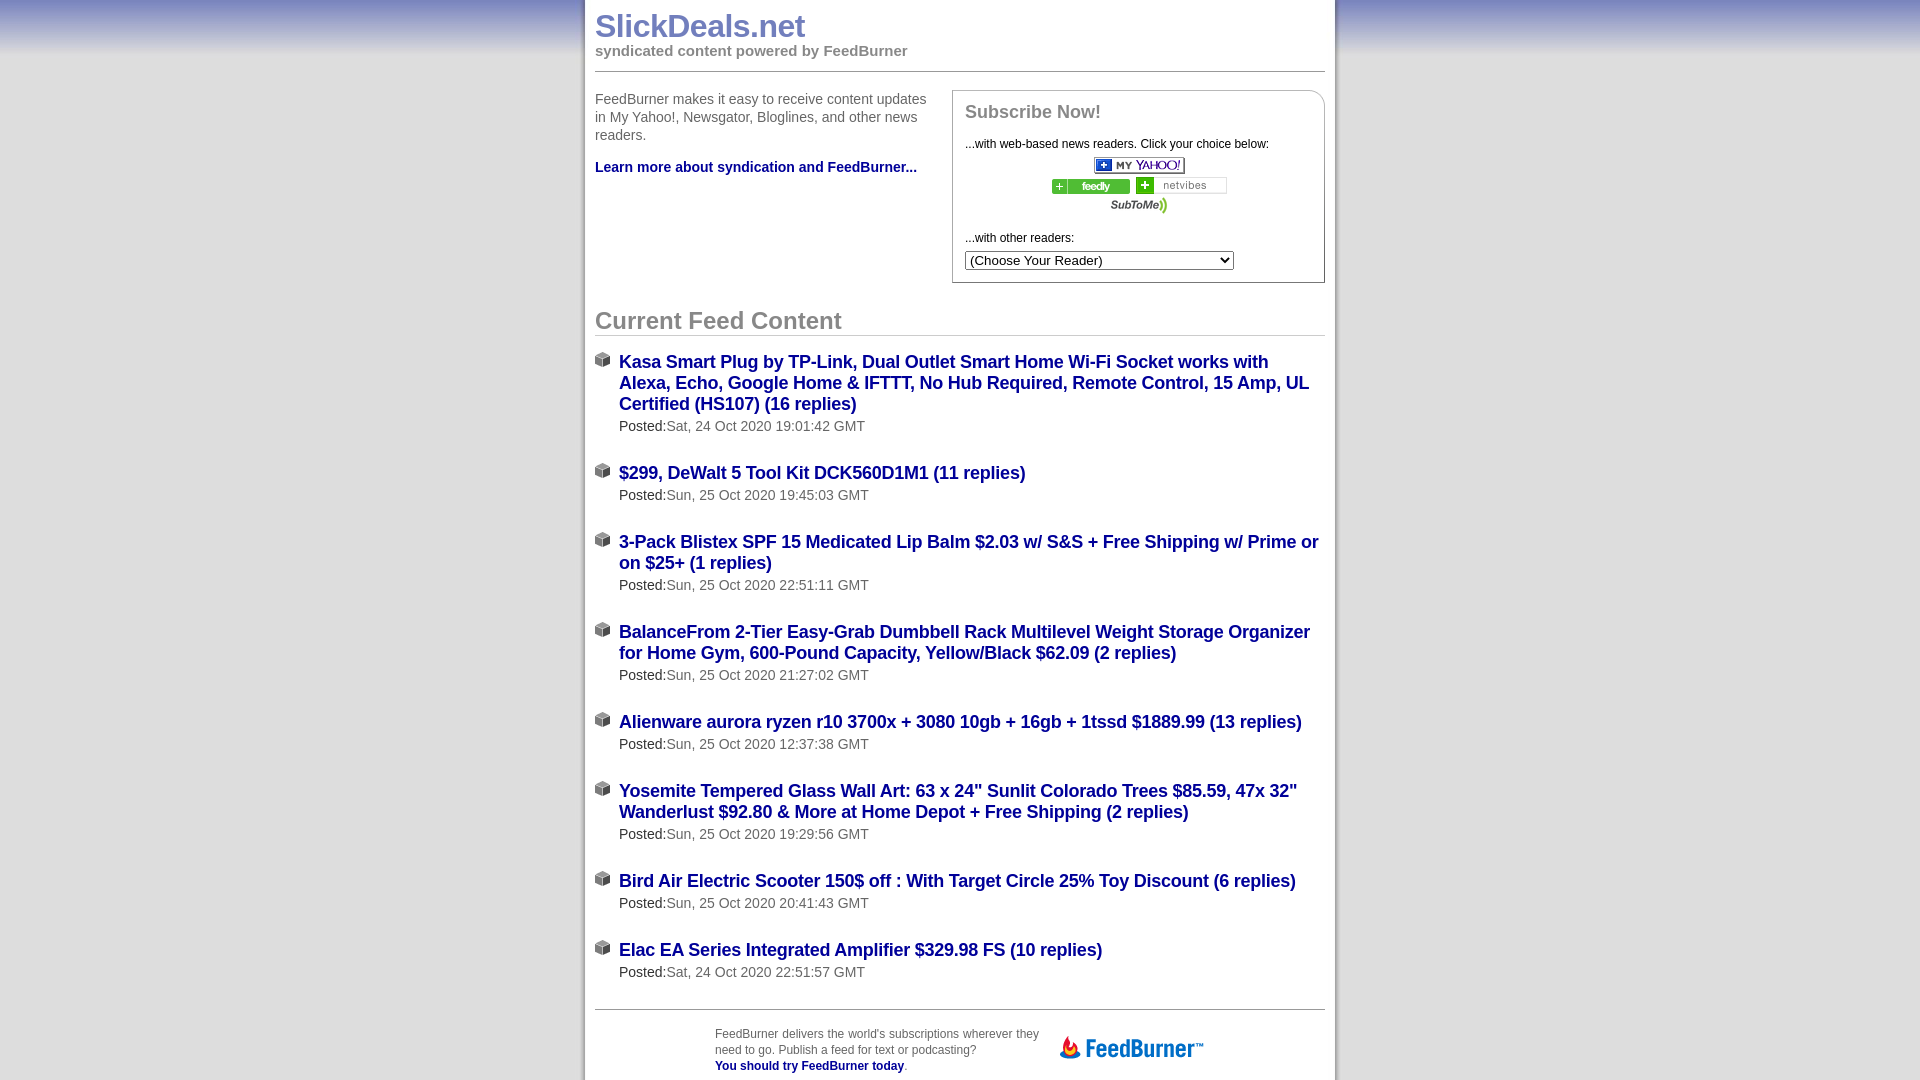 SlickDeals.net
syndicated content powered by FeedBurner
FeedBurner makes it easy to receive content updates
in My Yahoo!, Newsgator, Bloglines, and other news
readers.
Learn more about syndication and FeedBurner...
Subscribe Now!
...with web-based news readers. Click your choice below:
MY YAHOO!
feedly
netvibes
SubToMe
...with other readers:
(Choose Your Reader)
Current Feed Content
Kasa Smart Plug by TP-Link, Dual Outlet Smart Home Wi-Fi Socket works with
Alexa, Echo, Google Home & IFTTT, No Hub Required, Remote Control, 15 Amp, UL
Certified (HS107) (16 replies)
Posted:Sat, 24 Oct 2020 19:01:42 GMT
$299, DeWalt 5 Tool Kit DCK560D1M1 (11 replies)
Posted:Sun, 25 Oct 2020 19:45:03 GMT
3-Pack Blistex SPF 15 Medicated Lip Balm $2.03 w/ S&S + Free Shipping w/ Prime or
on $25+ (1 replies)
Posted:Sun, 25 Oct 2020 22:51:11 GMT
BalanceFrom 2-Tier Easy-Grab Dumbbell Rack Multilevel Weight Storage Organizer
for Home Gym, 600-Pound Capacity, Yellow/Black $62.09 (2 replies)
Posted:Sun, 25 Oct 2020 21:27:02 GMT
Alienware aurora ryzen r10 3700x + 3080 10gb + 16gb + 1tssd $1889.99 (13 replies)
Posted:Sun, 25 Oct 2020 12:37:38 GMT
Yosemite Tempered Glass Wall Art: 63 x 24" Sunlit Colorado Trees $85.59, 47x 32"
Wanderlust $92.80 & More at Home Depot + Free Shipping (2 replies)
Posted:Sun, 25 Oct 2020 19:29:56 GMT
Bird Air Electric Scooter 150$ off : With Target Circle 25% Toy Discount (6 replies)
Posted:Sun, 25 Oct 2020 20:41:43 GMT
Elac EA Series Integrated Amplifier $329.98 FS (10 replies)
Posted:Sat, 24 Oct 2020 22:51:57 GMT
FeedBurner delivers the world's subscriptions wherever they
need to go. Publish a feed for text or podcasting?
You should try FeedBurner today.
FeedBurner™